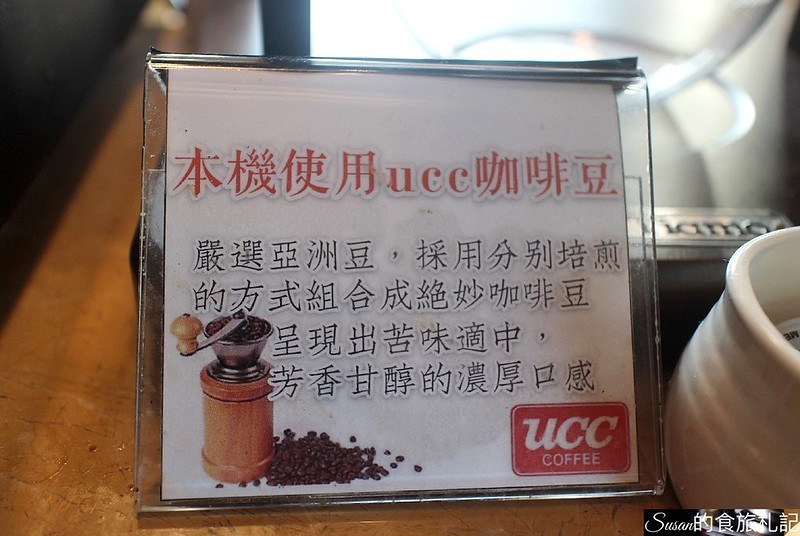 本機使用ucc咖啡豆
嚴選亞洲豆，採用分別培煎
的方式組合成絕妙咖啡豆
呈現出苦味適中，
芳香甘醇的濃厚口感
UCC
COFFEE
Susan的食旅札記